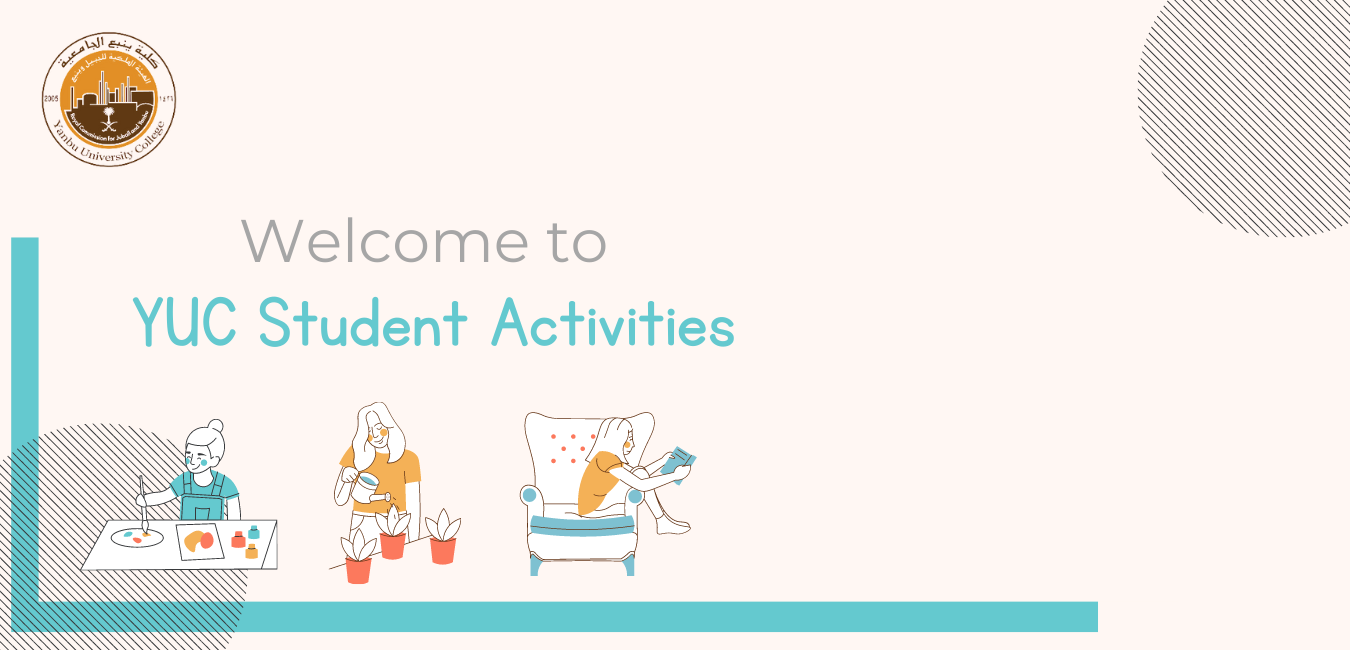 كلية ينبع الجامعية
الهيئة الملكية للجبيل وينبع
2005
١٤٢٦
Royal Commission for Jubail and Yanbu
Yanbu University College
Welcome to
YUC Student Activities